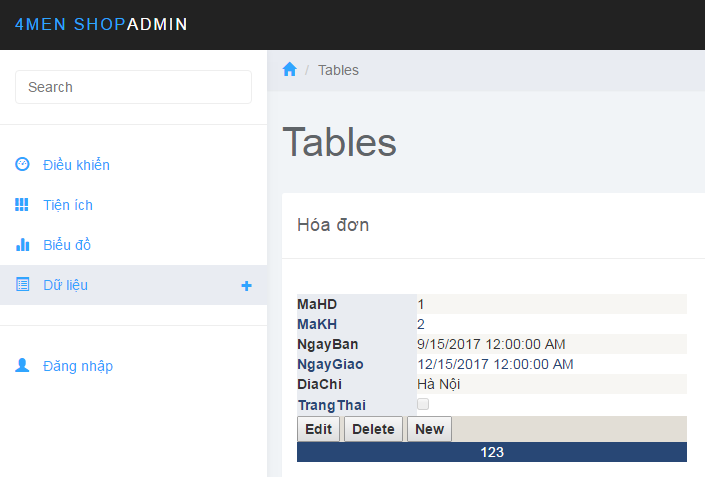 4MEN SHOPADMIN
Search
/ Tables
Điều khiển
Tiện ích
Biểu đồ
Dữ liệu
Đăng nhập
Tables
Hóa đơn
MaHD 1
MaKH 2
NgayBan 9/15/2017 12:00:00 AM
NgayGiao 12/15/2017 12:00:00 AM
DiaChi Hà Nội
TrangThai
Edit Delete New
123